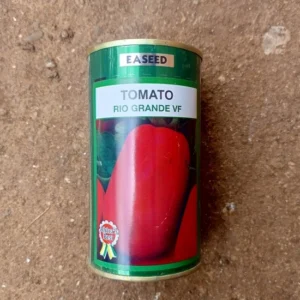 EASEED
TOMATO
RIO GRANDE VF